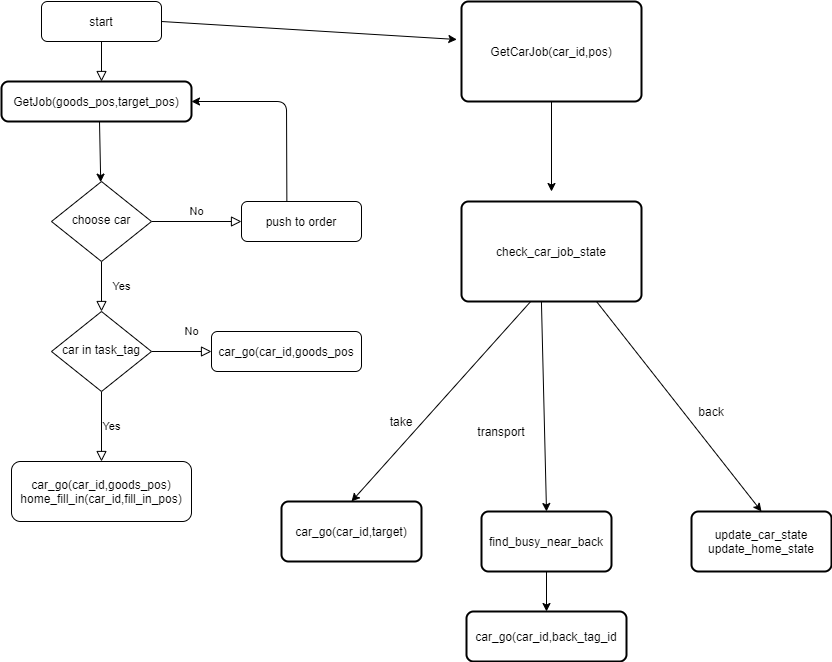 start
GetCarJob(car_id,pos)
GetJob(goods_pos,target_pos)
choose car
No
push to order
check_car_job_state
Yes
car in task_tag
No
car_go(car_id,goods_pos
Yes
take
transport
back
car_go(car_id,goods_pos)
home_fill_in(car_id,fill_in_pos)
car_go(car_id,target)
find_busy_near_back
update_car_state
update_home_state
car_go(car_id,back_tag_id